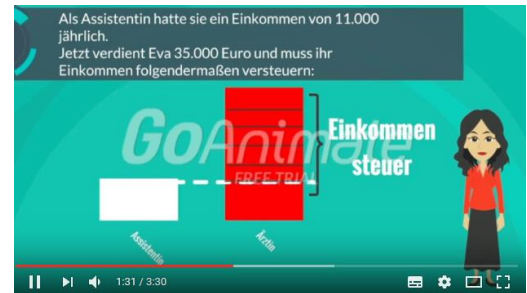 Als Assistentin hatte sie ein Einkommen von 11.000
jährlich.
Jetzt verdient Eva 35.000 Euro und muss ihr
Einkommen folgendermaßen versteuern:
GoAnimate
FREE TRIAL
Einkommen
steuer
Assistentin
Ärztin
1:31 / 3:30